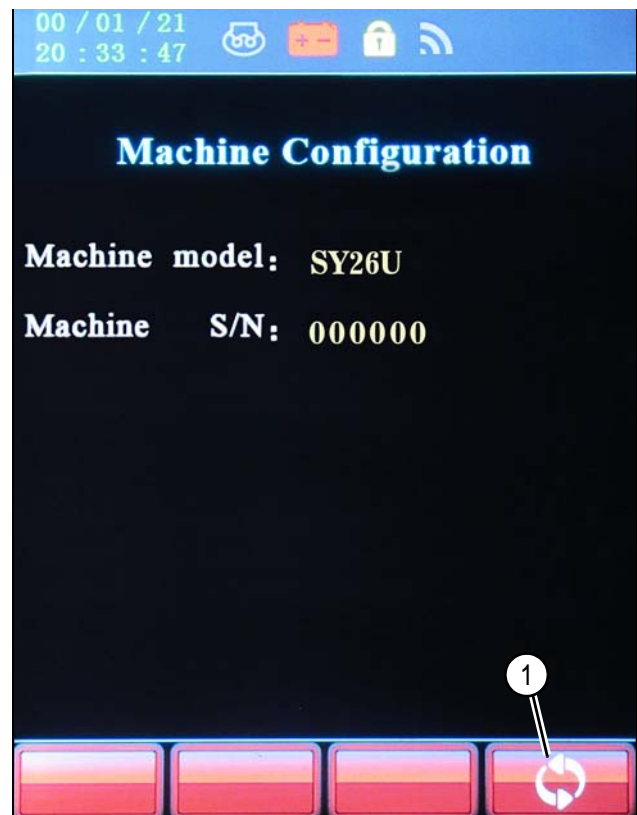 00 / 01 / 21
20 : 33 : 47
Machine Configuration
Machine model: SY26U
Machine S/N: 000000
1